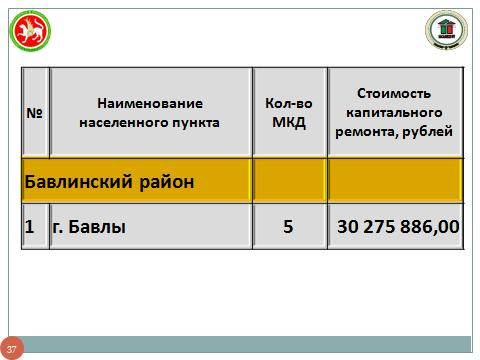 №
Наименование
населенного пункта
Кол-во
МКД
Стоимость
капитального
ремонта, рублей
Бавлинский район
1 г. Бавлы 5 30 275 886,00
37